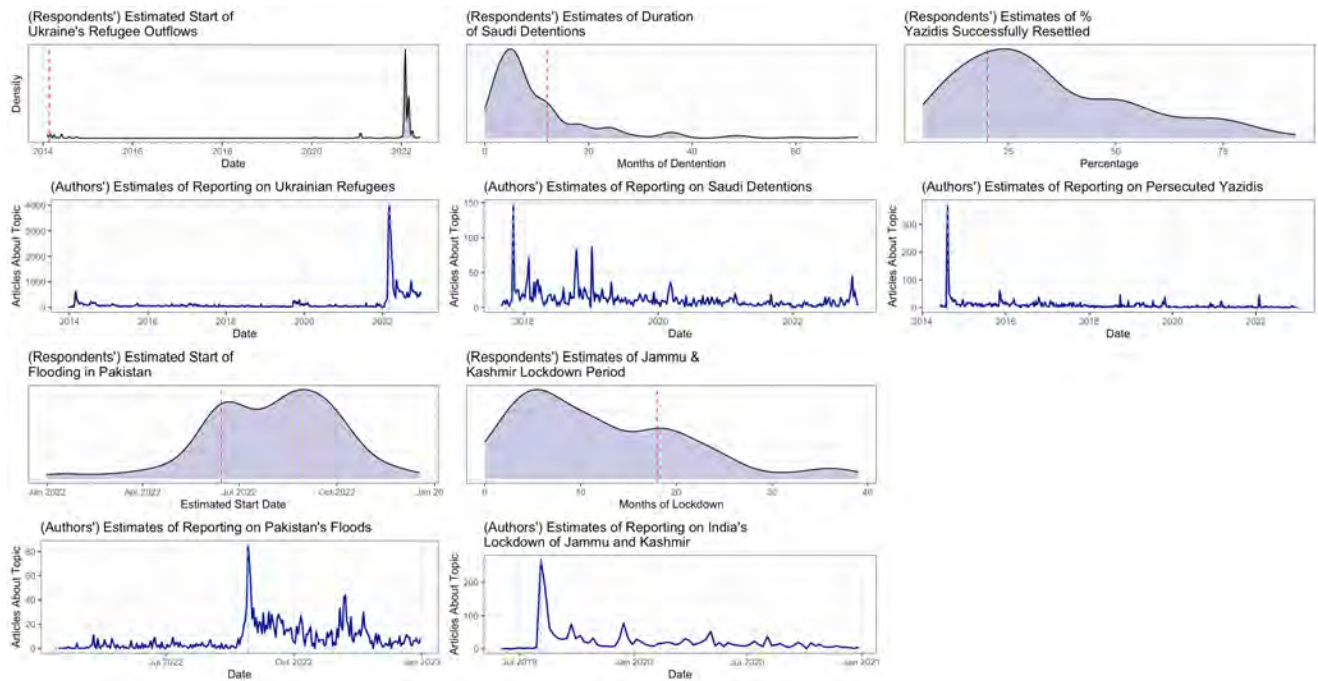 (Respondents') Estimated Start of
Ukraine's Refugee Outflows
Density
2014 2016 2018 2020 2022
Date
(Respondents') Estimates of Duration
of Saudi Detentions
0 20 40 60
Months of Dentention
(Respondents') Estimates of %
Yazidis Successfully Resettled
25 50 75
Percentage
(Authors') Estimates of Reporting on Ukrainian Refugees
Articles About Topic
4000
3000
2000
1000
0
2014 2016 2018 2020 2022
Date
(Authors') Estimates of Reporting on Saudi Detentions
Articles About Topic
150
100
50
0
2018 2020 2022
Date
(Authors') Estimates of Reporting on Persecuted Yazidis
Articles About Topic
300
200
100
0
2014 2016 2018 2020 2022
Date
(Respondents') Estimated Start of
Flooding in Pakistan
Jan 2022 Apr 2022 Jul 2022 Oct 2022 Jan 20
Estimated Start Date
(Respondents') Estimates of Jammu &
Kashmir Lockdown Period
0 10 20 30 40
Months of Lockdown
(Authors') Estimates of Reporting on Pakistan's Floods
Articles About Topic
80
60
40
20
0
Jul 2022 Oct 2022 Jan 2023
Date
(Authors') Estimates of Reporting on India's
Lockdown of Jammu and Kashmir
Articles About Topic
200
100
0
Jul 2019 Jan 2020 Jul 2020 Jan 2021
Date